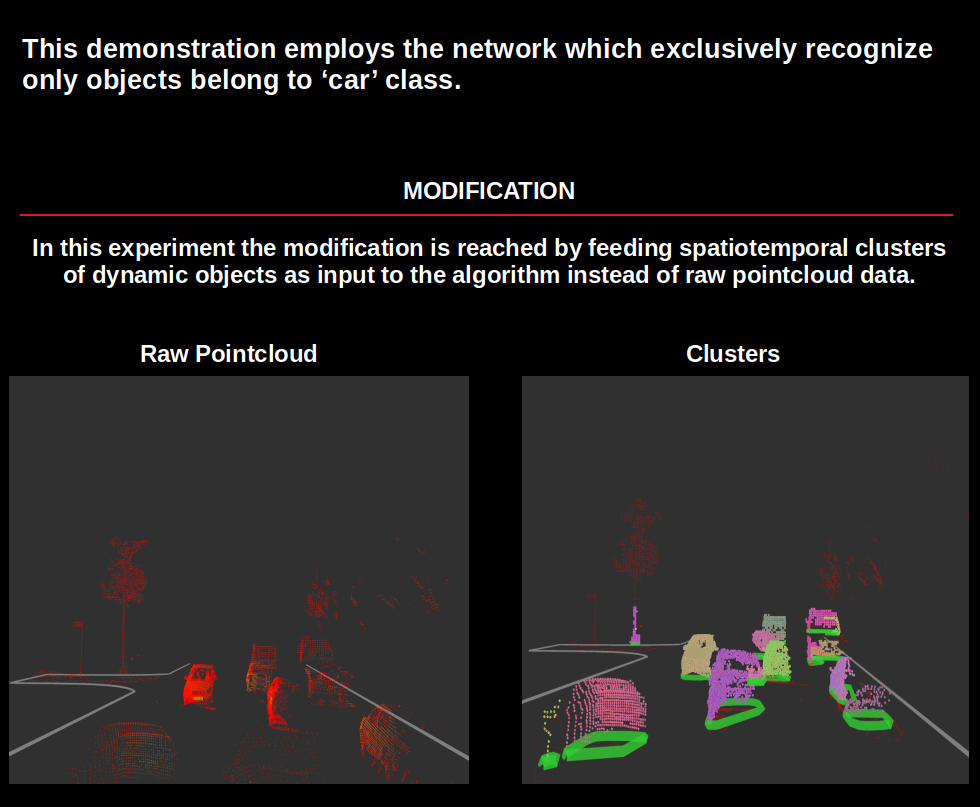 This demonstration employs the network which exclusively recognize
only objects belong to ‘car’ class.
MODIFICATION
In this experiment the modification is reached by feeding spatiotemporal clusters
of dynamic objects as input to the algorithm instead of raw pointcloud data.
Raw Pointcloud
Clusters